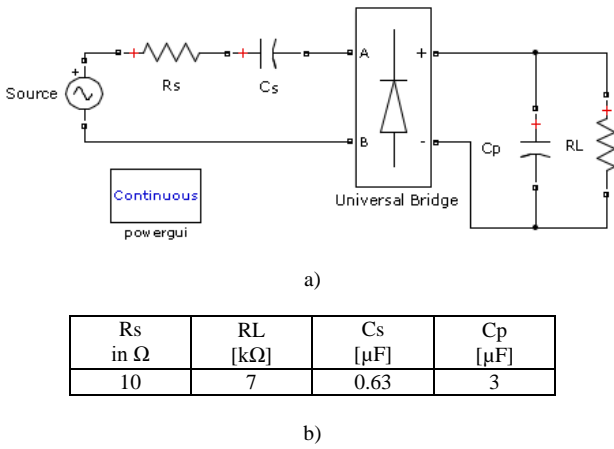 A
+
Source
+
Rs
Cs
B
-
Cp
RL
Continuous
powergui
Universal Bridge
a)
Rs in Ω
RL [kΩ]
Cs [µF]
Cp [µF]
10
7
0.63
3
b)